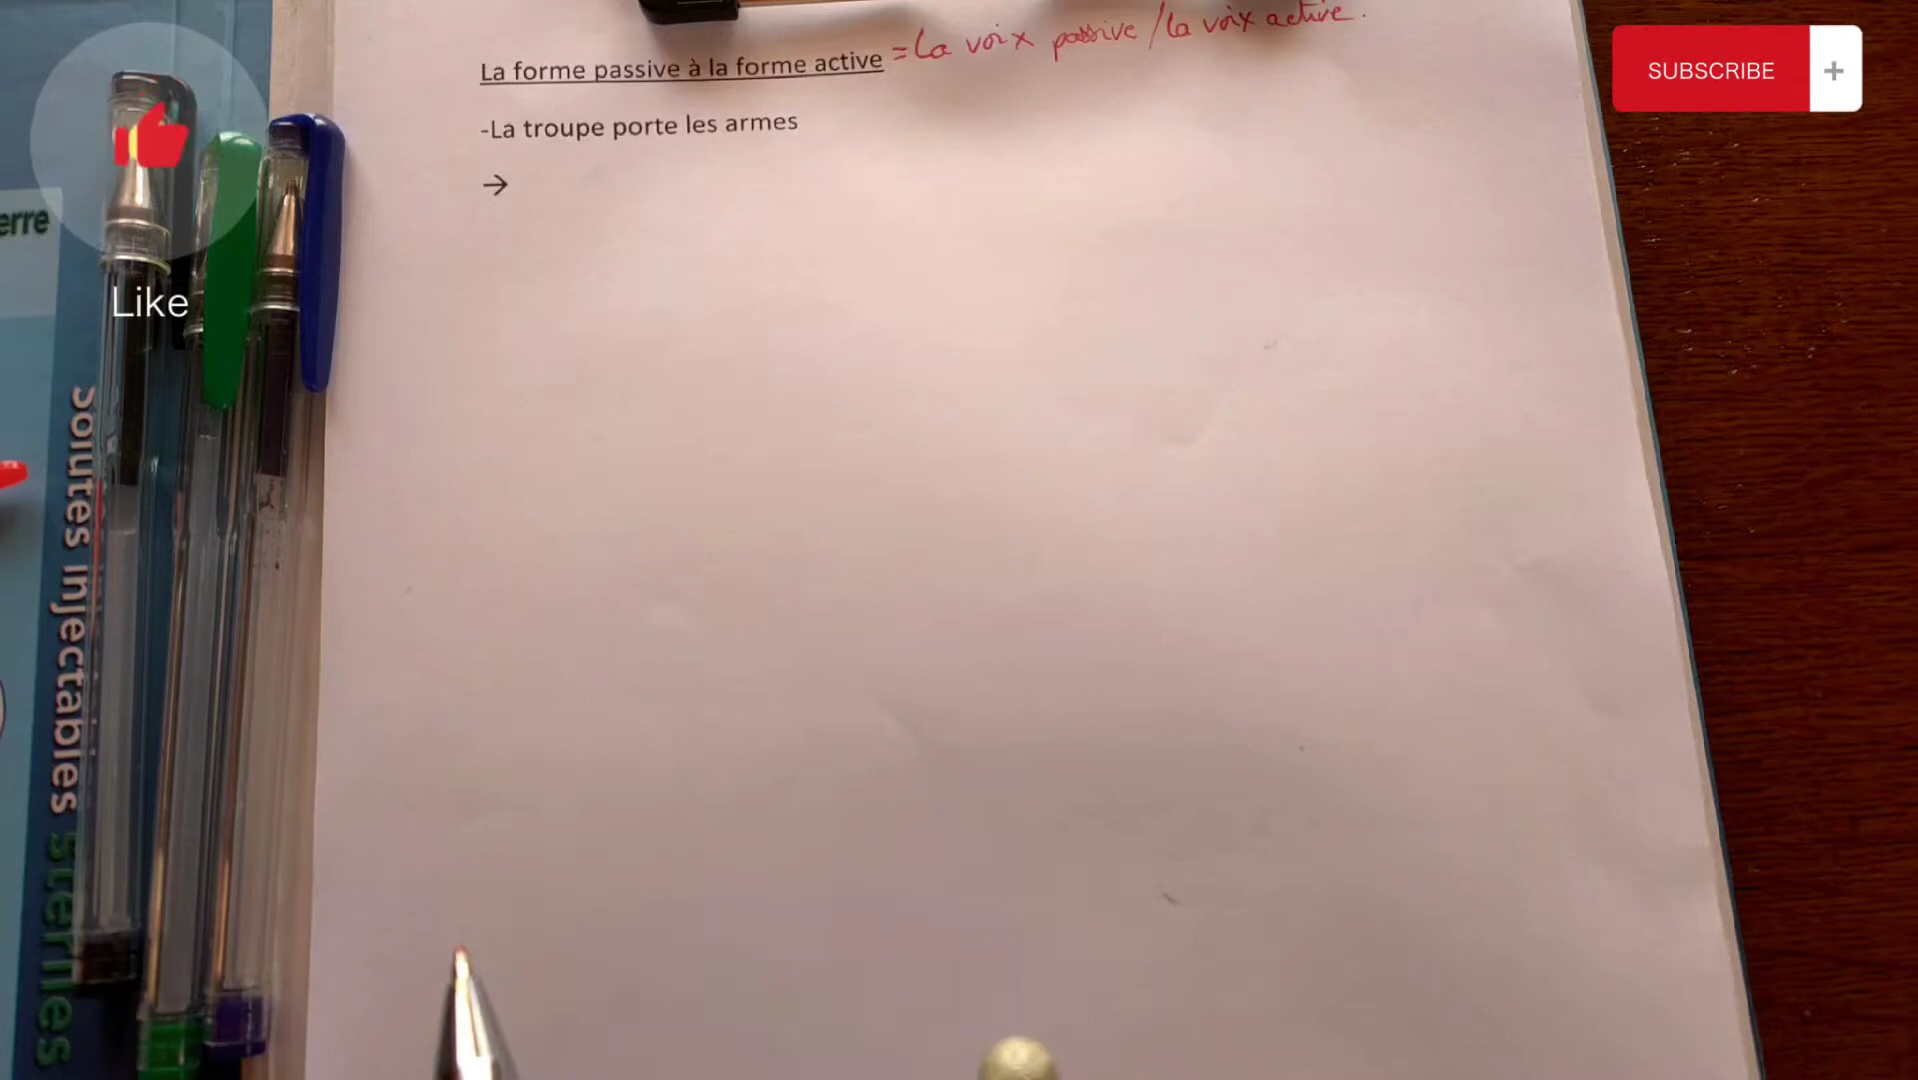 La forme passive à la forme active = la voix passive / la voix active.
-La troupe porte les armes
→
SUBSCRIBE +
Like
erre
Solutés injectables stériles